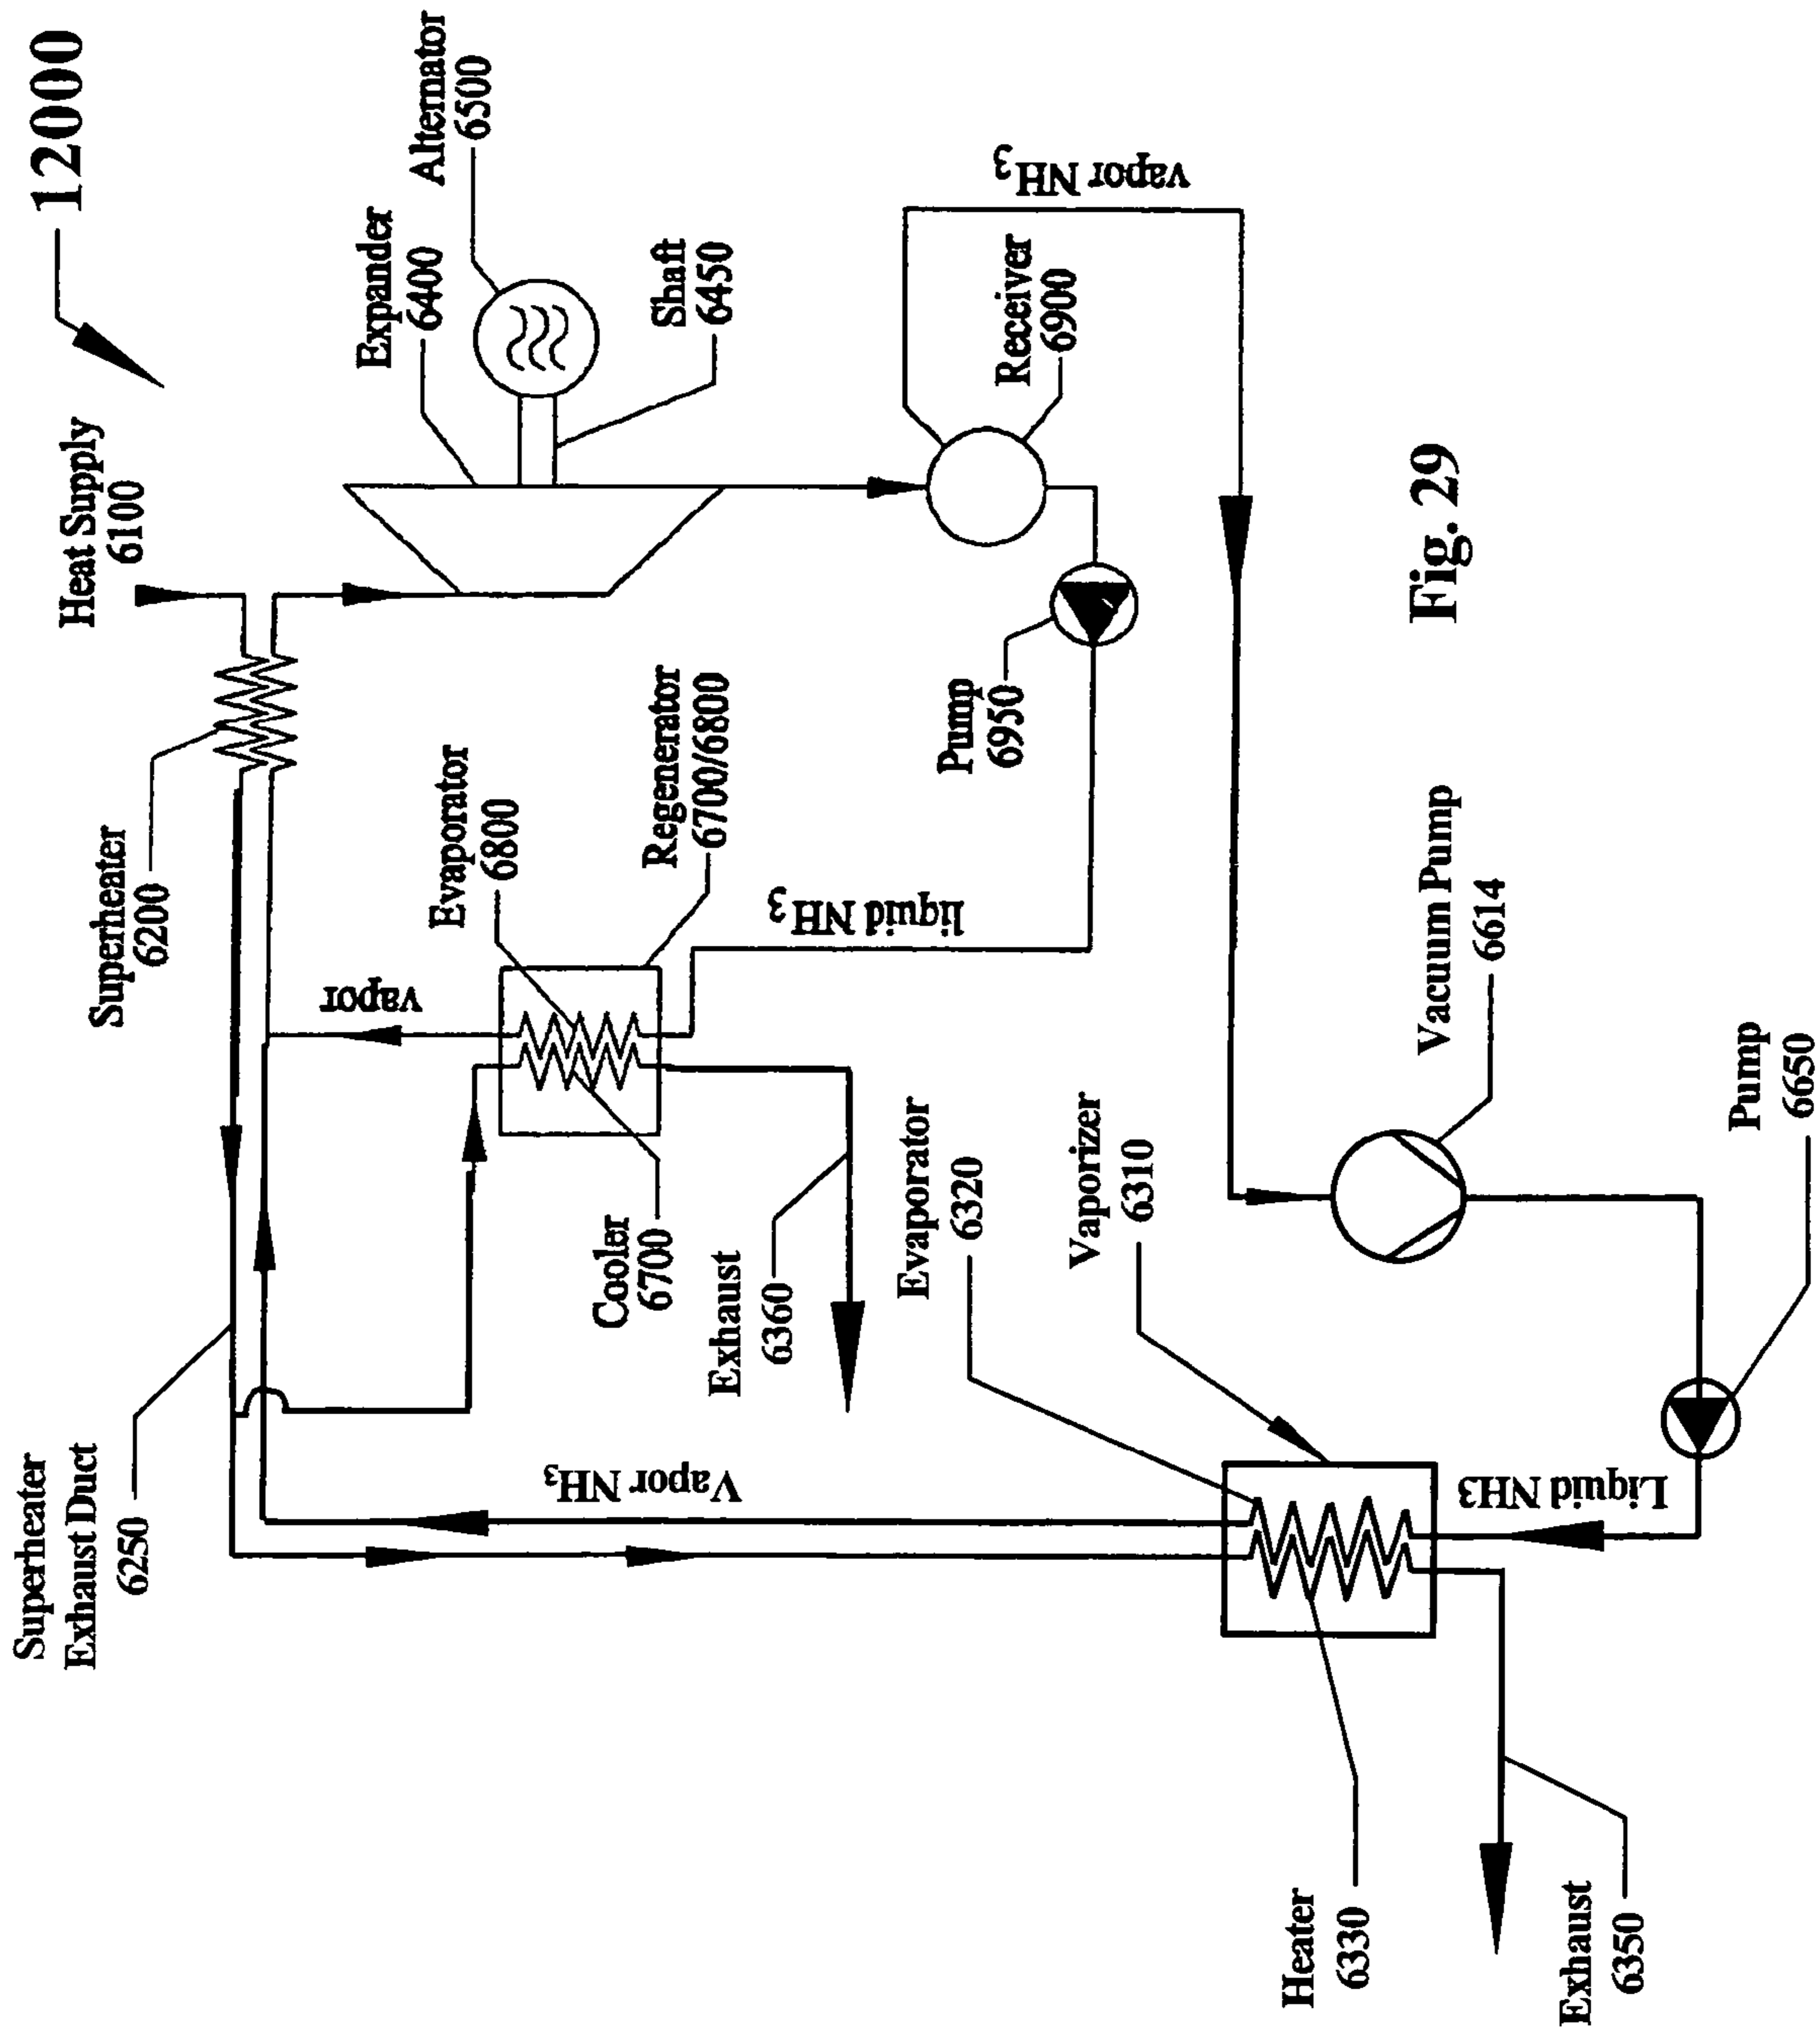 12000
Heat Supply
6100
Superheater
6200
Superheater
Exhaust Duct
6250
Expander
6400
Alternator
6500
Shaft
6450
Evaporator
6800
Regenerator
6700/6800
vapor
Cooler
6700
Exhaust
6360
liquid NH₃
Pump
6950
Receiver
6900
vapor NH₃
Vapor NH₃
Evaporator
6320
Vaporizer
6310
Heater
6330
Exhaust
6350
Liquid NH3
Pump
6650
Vacuum Pump
6614
Fig. 29